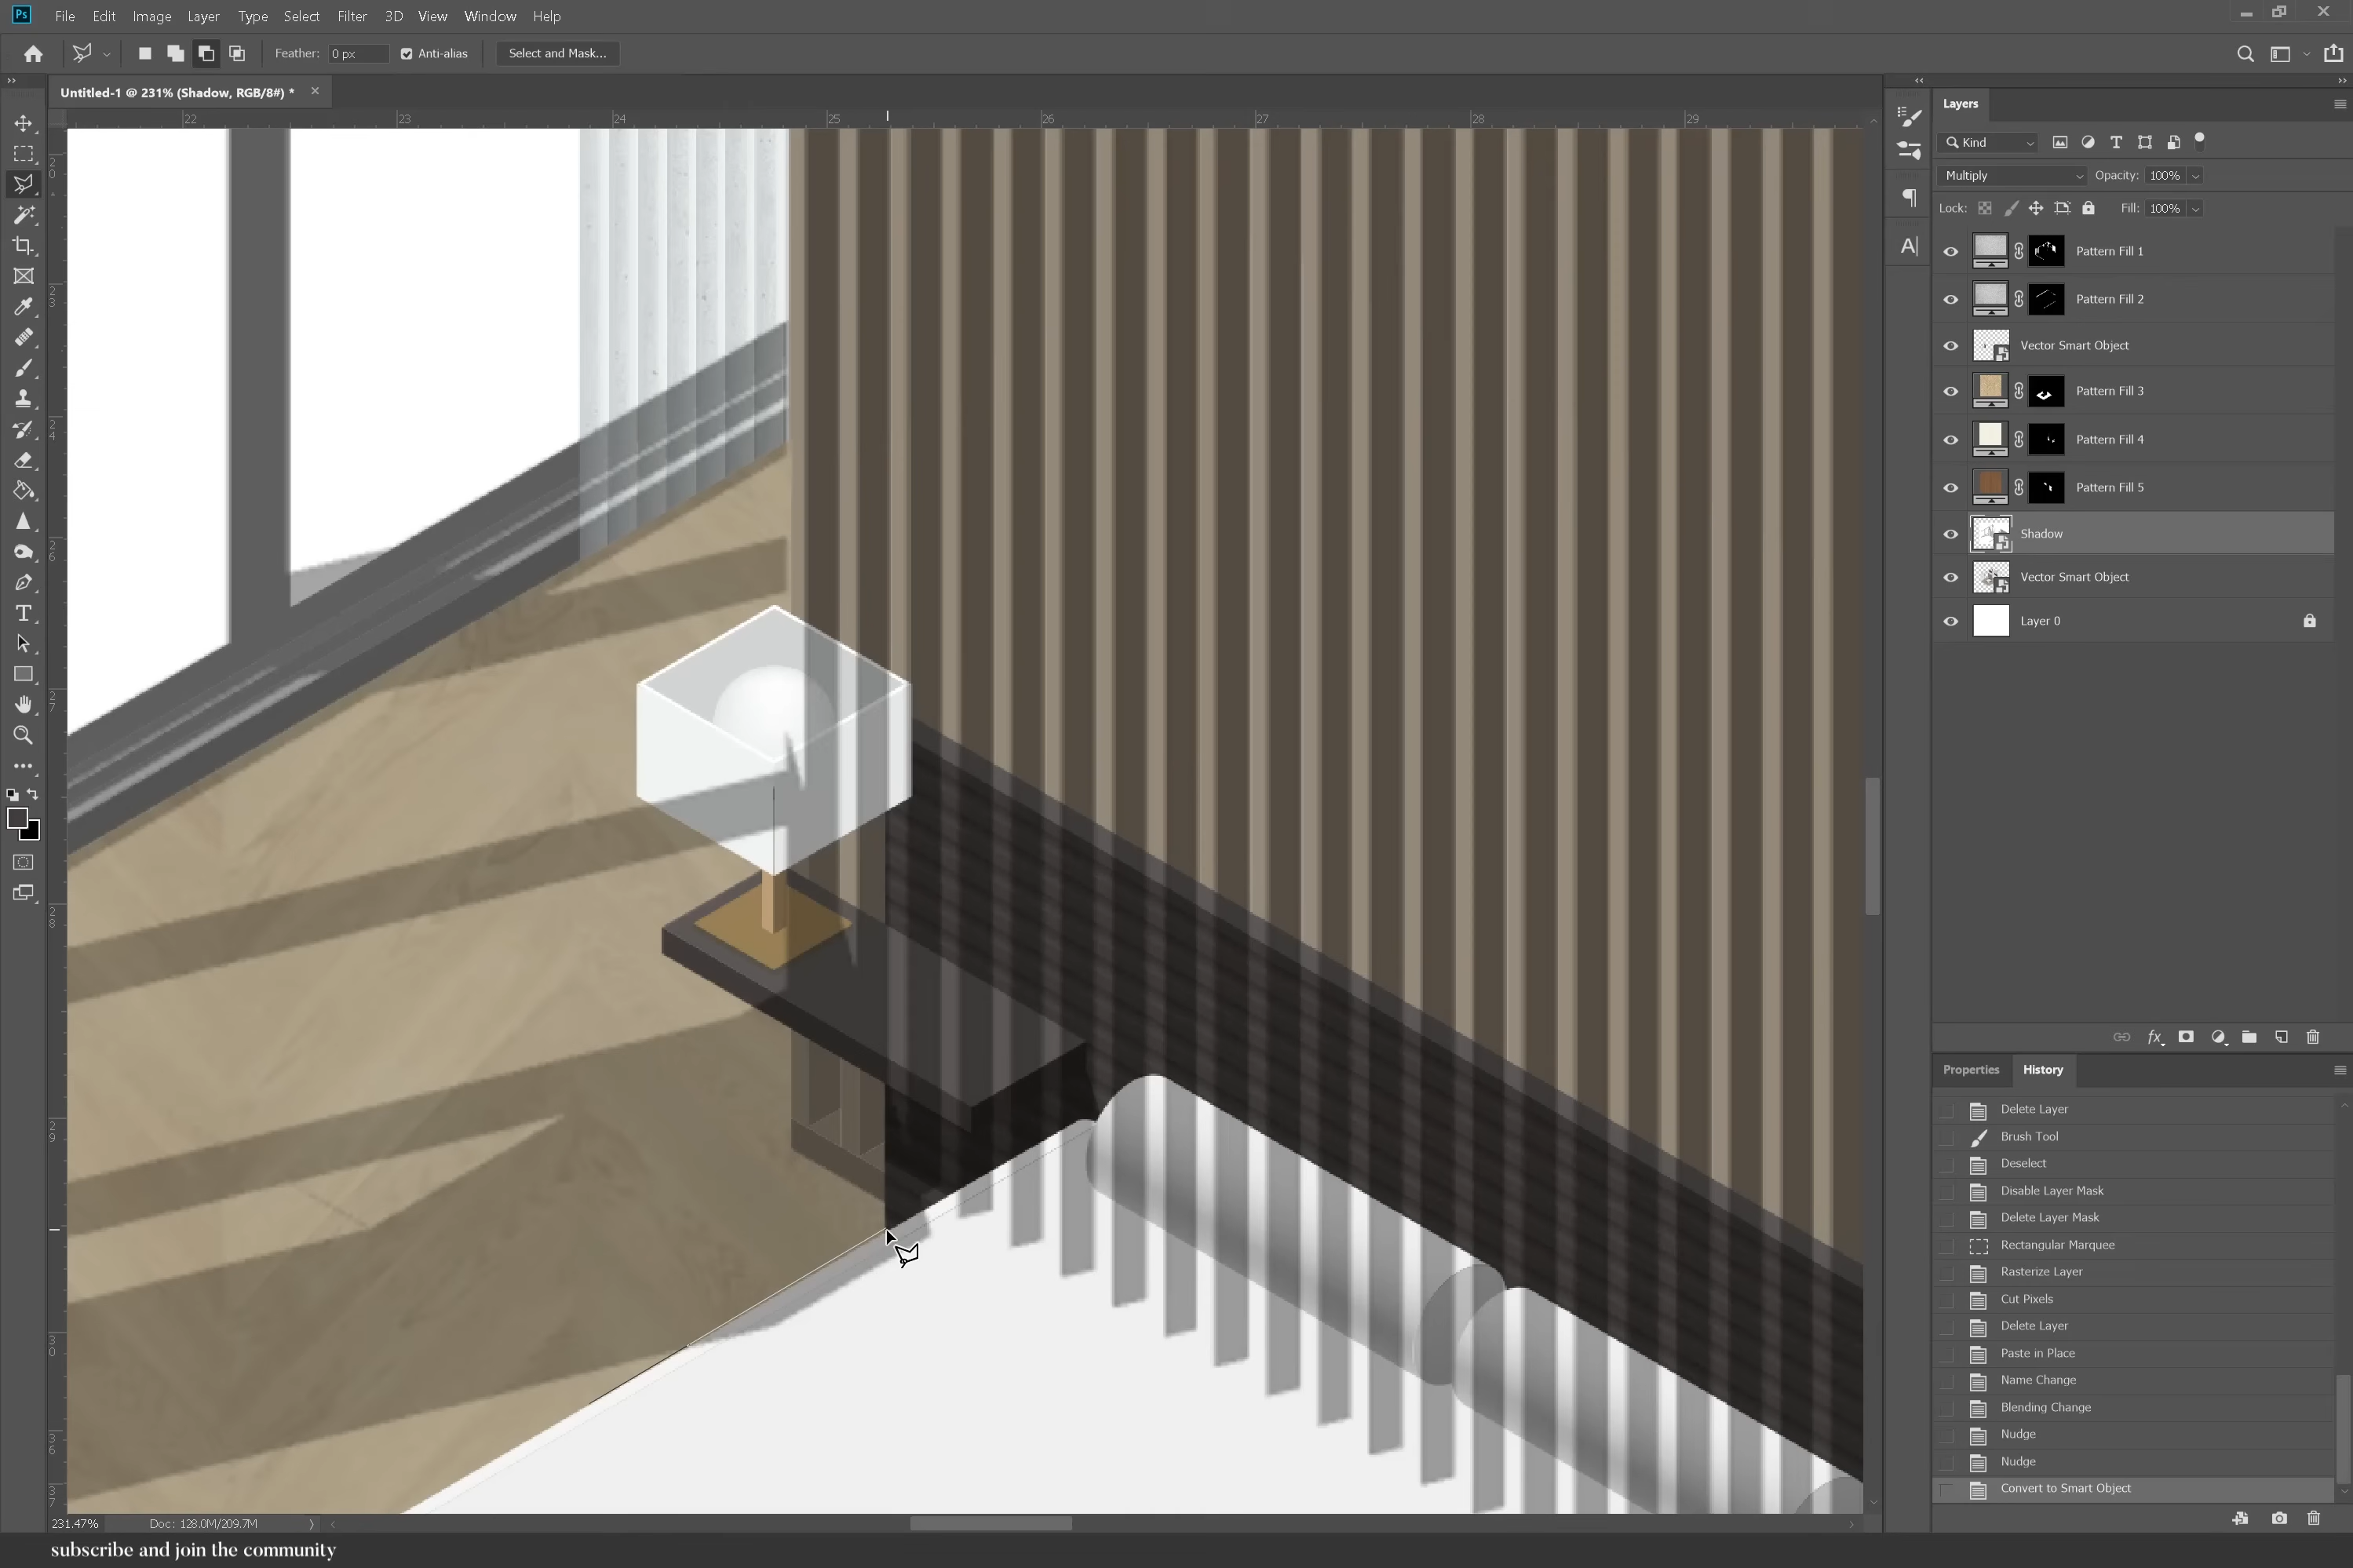 Ps File Edit Image Layer Type Select Filter 3D View Window Help
Feather: 0 px Anti-alias Select and Mask...
Untitled-1 @ 231% (Shadow, RGB/8#) *
22 23 24 25 26 27 28 29
Layers
Kind
Multiply Opacity: 100%
Lock: Fill: 100%
Pattern Fill 1
Pattern Fill 2
Vector Smart Object
Pattern Fill 3
Pattern Fill 4
Pattern Fill 5
Shadow
Vector Smart Object
Layer 0
Properties History
Delete Layer
Brush Tool
Deselect
Disable Layer Mask
Delete Layer Mask
Rectangular Marquee
Rasterize Layer
Cut Pixels
Delete Layer
Paste in Place
Name Change
Blending Change
Nudge
Nudge
Convert to Smart Object
231.47% Doc: 128.0M/209.7M
subscribe and join the community